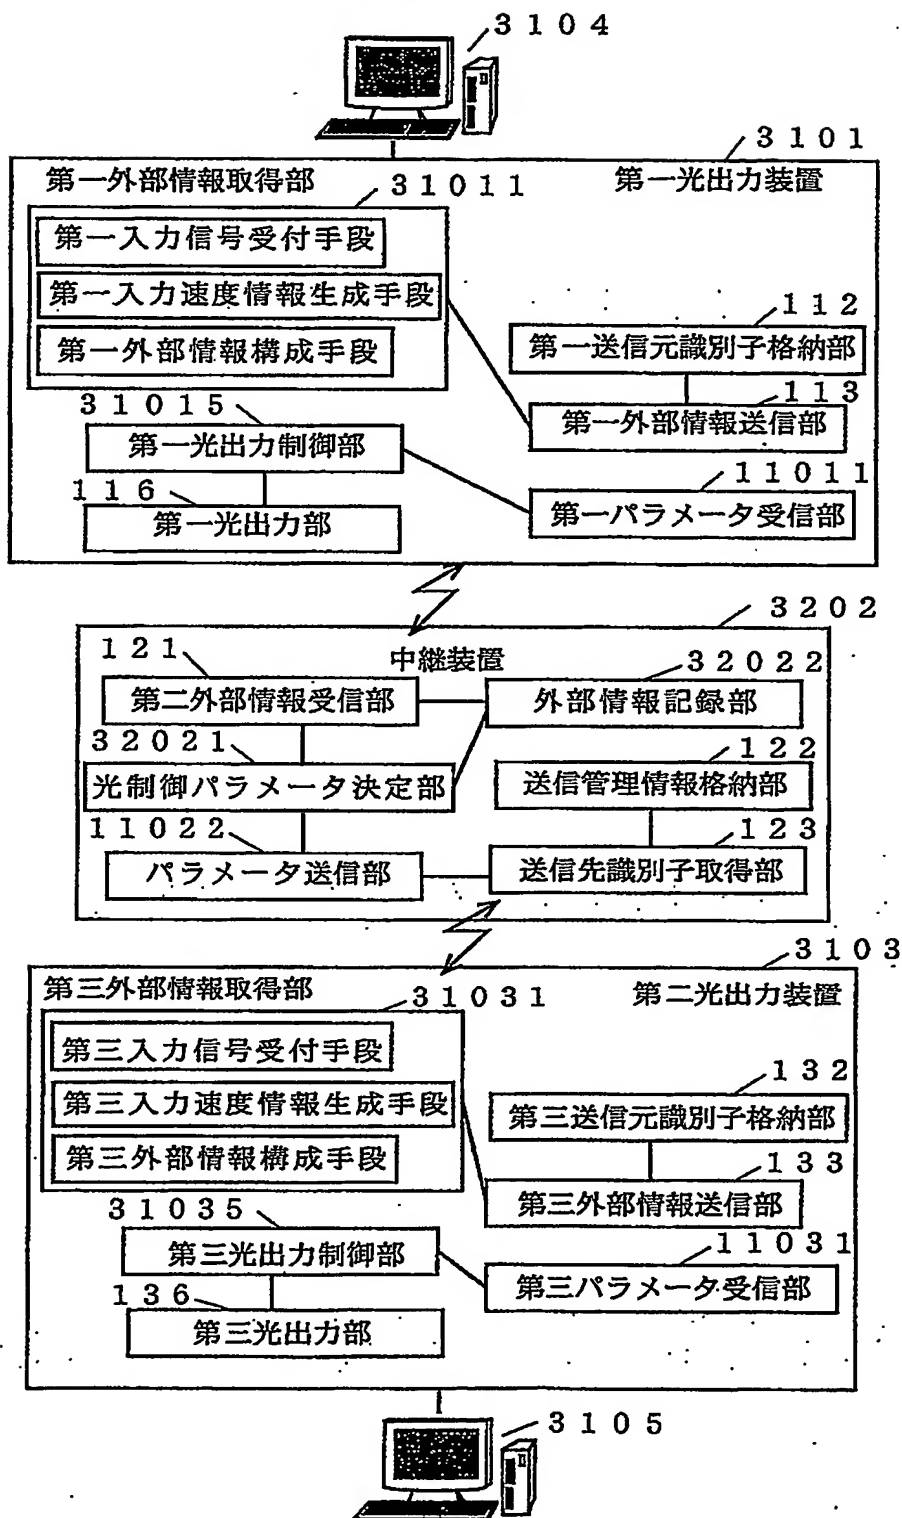 3104
3101
第一外部情報取得部
31011
第一光出力装置
第一入力信号受付手段
第一入力速度情報生成手段
第一外部情報構成手段
112
第一送信元識別子格納部
113
第一外部情報送信部
31015
第一光出力制御部
11011
第一パラメータ受信部
116
第一光出力部
3202
121
中継装置
32022
第二外部情報受信部
外部情報記録部
32021
122
光制御パラメータ決定部
送信管理情報格納部
11022
123
パラメータ送信部
送信先識別子取得部
3103
第三外部情報取得部
31031
第二光出力装置
第三入力信号受付手段
第三入力速度情報生成手段
第三外部情報構成手段
132
第三送信元識別子格納部
133
第三外部情報送信部
31035
第三光出力制御部
11031
第三パラメータ受信部
136
第三光出力部
3105